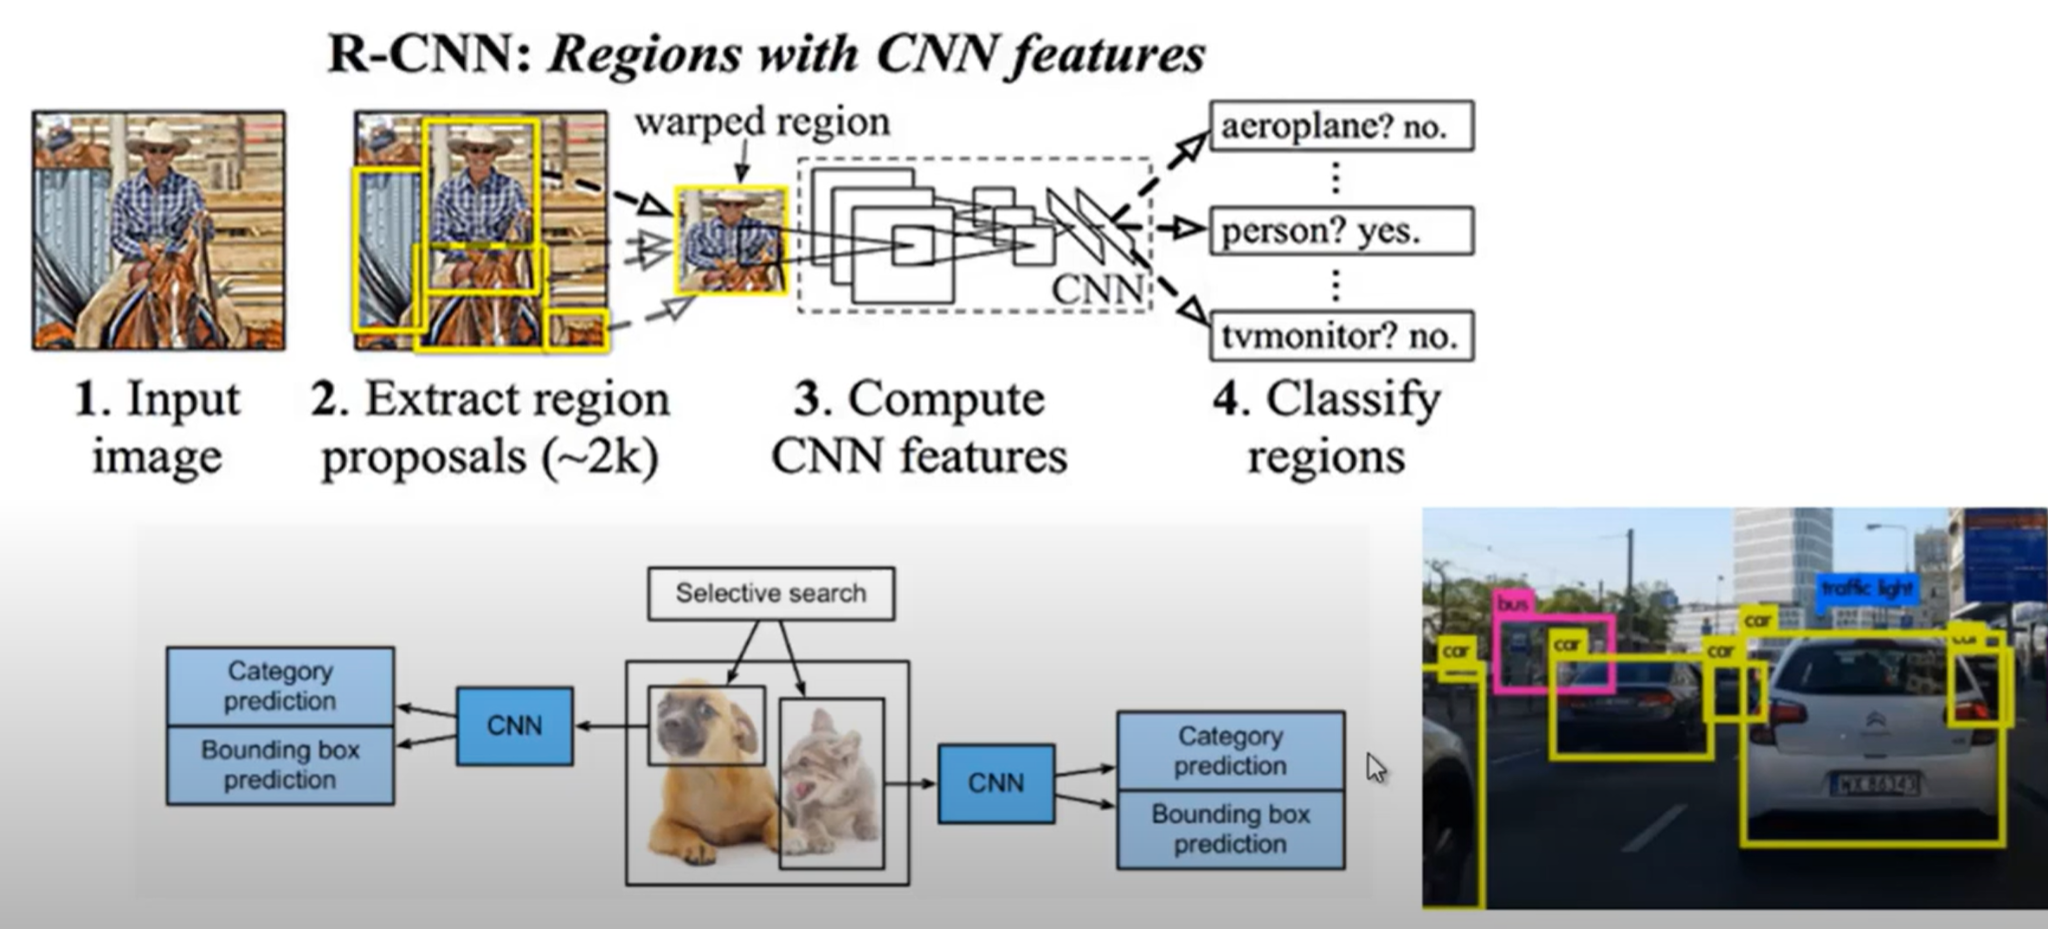 R-CNN: Regions with CNN features
warped region
aeroplane? no.
person? yes.
tvmonitor? no.
CNN
1. Input
image
2. Extract region
proposals (~2k)
3. Compute
CNN features
4. Classify
regions
Selective search
Category
prediction
Bounding box
prediction
CNN
CNN
Category
prediction
Bounding box
prediction
bus
traffic light
car
car
car
car